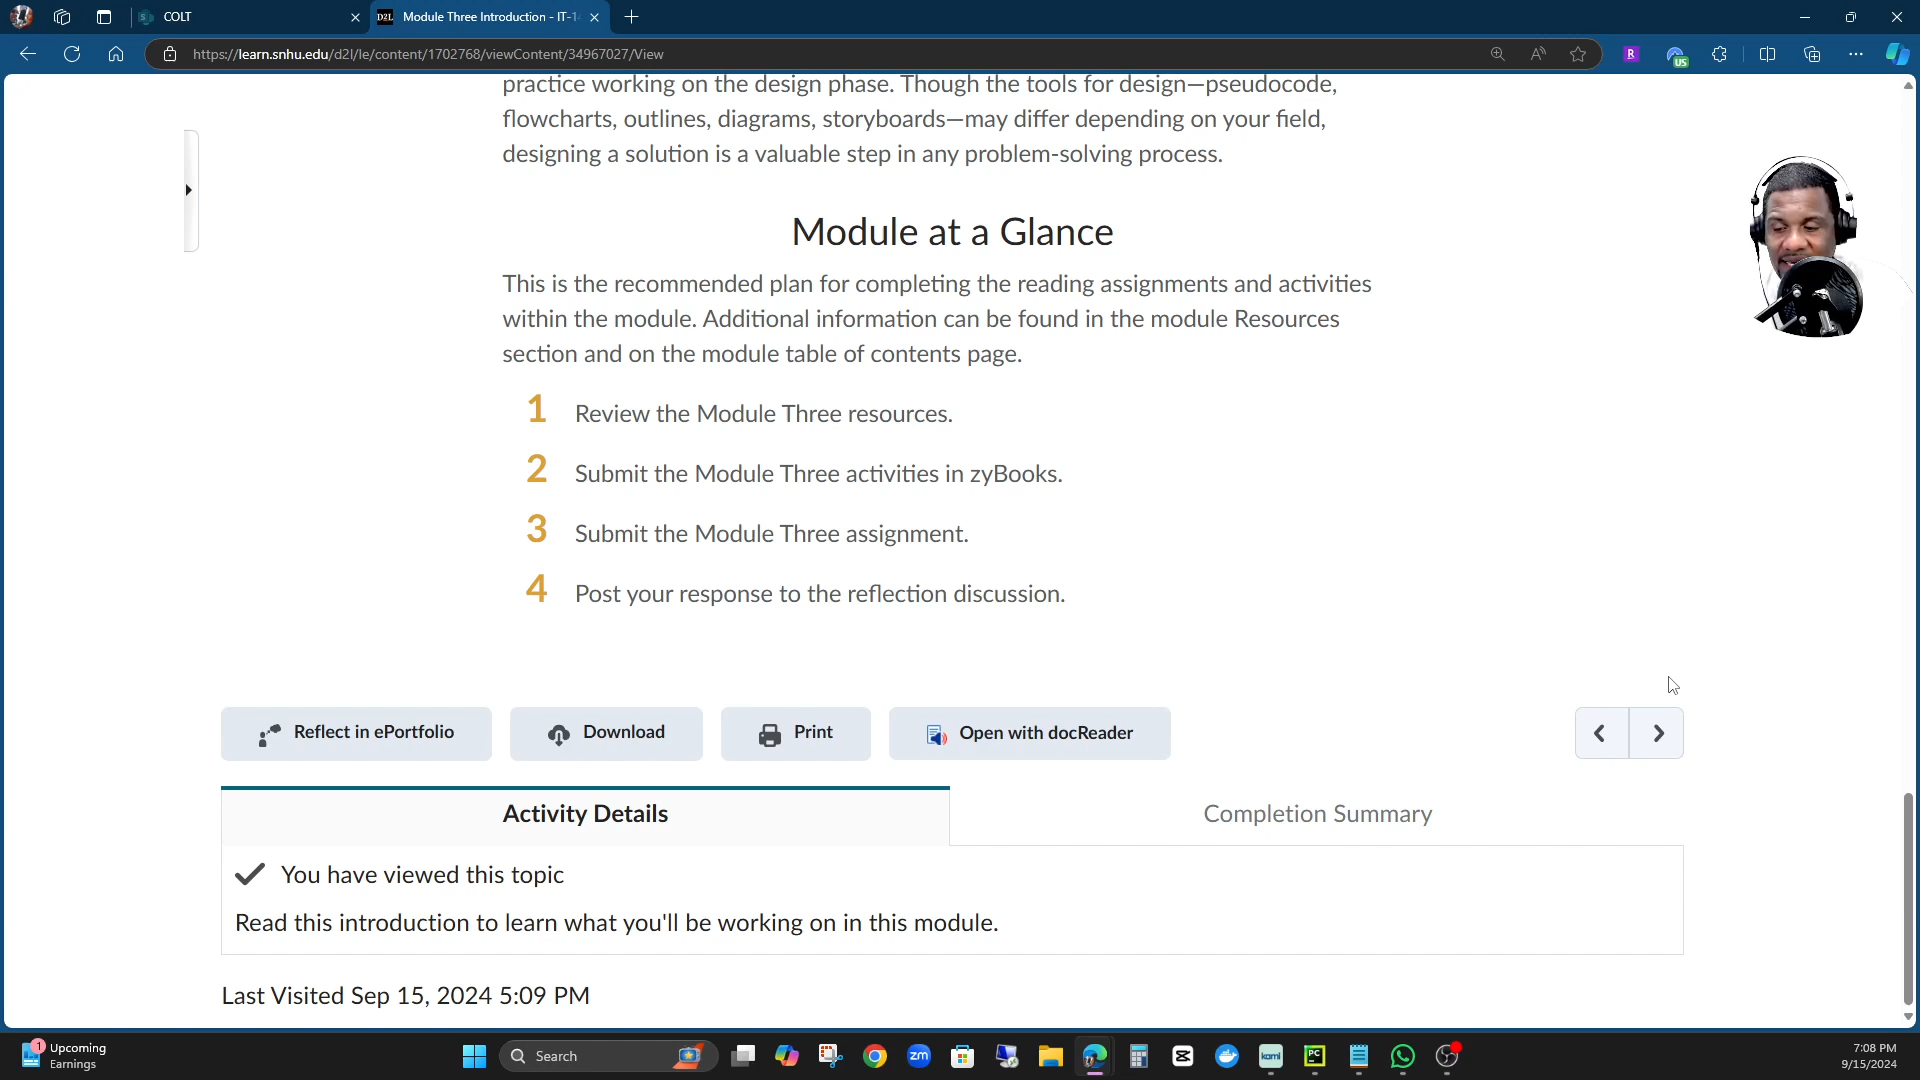 COLT
D2L Module Three Introduction - IT-1
https://learn.snhu.edu/d2l/le/content/1702768/viewContent/34967027/View
R
US
practice working on the design phase. Though the tools for design—pseudocode,
flowcharts, outlines, diagrams, storyboards—may differ depending on your field,
designing a solution is a valuable step in any problem-solving process.
Module at a Glance
This is the recommended plan for completing the reading assignments and activities
within the module. Additional information can be found in the module Resources
section and on the module table of contents page.
1 Review the Module Three resources.
2 Submit the Module Three activities in zyBooks.
3 Submit the Module Three assignment.
4 Post your response to the reflection discussion.
Reflect in ePortfolio
Download
Print
Open with docReader
Activity Details
Completion Summary
You have viewed this topic
Read this introduction to learn what you'll be working on in this module.
Last Visited Sep 15, 2024 5:09 PM
1
Upcoming
Earnings
Search
zm
kami
PC
7:08 PM
9/15/2024